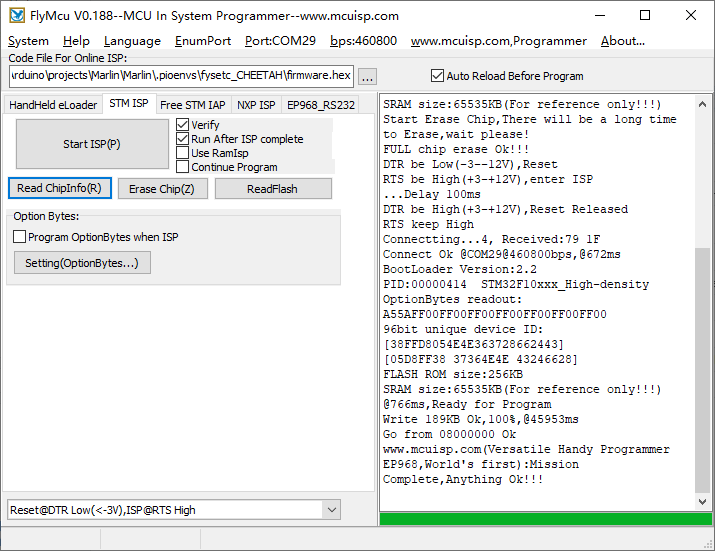 FlyMcu V0.188--MCU In System Programmer--www.mcuisp.com
System Help Language EnumPort Port:COM29 bps:460800 www.mcuisp.com,Programmer About...
Code File For Online ISP:
\rduino\projects\Marlin\Marlin\.pioenvs\fysetc_CHEETAH\firmware.hex ... Auto Reload Before Program
HandHeld eLoader STM ISP Free STM IAP NXP ISP EP968_RS232
Start ISP(P)
Verify
Run After ISP complete
Use RamIsp
Continue Program
Read ChipInfo(R) Erase Chip(Z) ReadFlash
Option Bytes:
Program OptionBytes when ISP
Setting(OptionBytes...)
Reset@DTR Low(<-3V),ISP@RTS High
SRAM size:65535KB(For reference only!!!)
Start Erase Chip,There will be a long time
to Erase,wait please!
FULL chip erase Ok!!!
DTR be Low(-3--12V),Reset
RTS be High(+3-+12V),enter ISP
...Delay 100ms
DTR be High(+3-+12V),Reset Released
RTS keep High
Connectting...4, Received:79 1F
Connect Ok @COM29@460800bps,@672ms
BootLoader Version:2.2
PID:00000414 STM32F10xxx_High-density
OptionBytes readout:
A55AFF00FF00FF00FF00FF00FF00FF00
96bit unique device ID:
[38FFD8054E4E363728662443]
[05D8FF38 37364E4E 43246628]
FLASH ROM size:256KB
SRAM size:65535KB(For reference only!!!)
@766ms,Ready for Program
Write 189KB Ok,100%,@45953ms
Go from 08000000 Ok
www.mcuisp.com(Versatile Handy Programmer
EP968,World's first):Mission
Complete,Anything Ok!!!